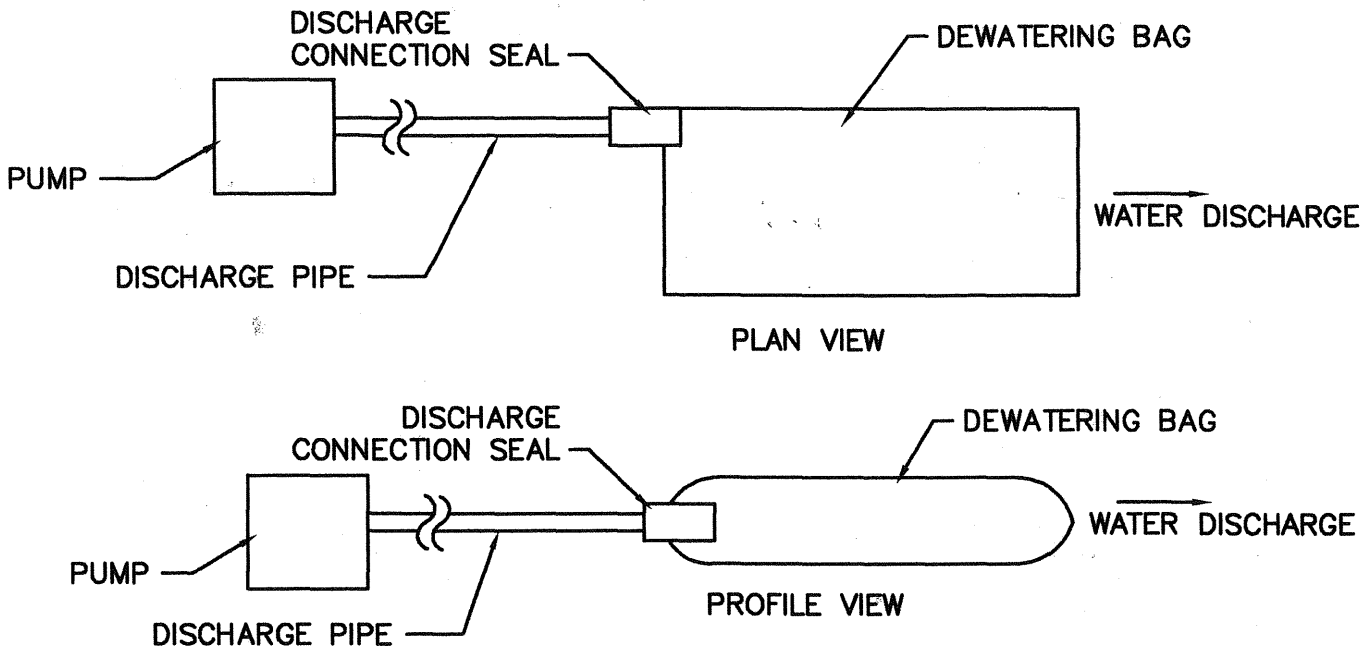 DISCHARGE
CONNECTION SEAL
DEWATERING BAG
PUMP
WATER DISCHARGE
DISCHARGE PIPE
PLAN VIEW
DISCHARGE
CONNECTION SEAL
DEWATERING BAG
WATER DISCHARGE
PUMP
PROFILE VIEW
DISCHARGE PIPE